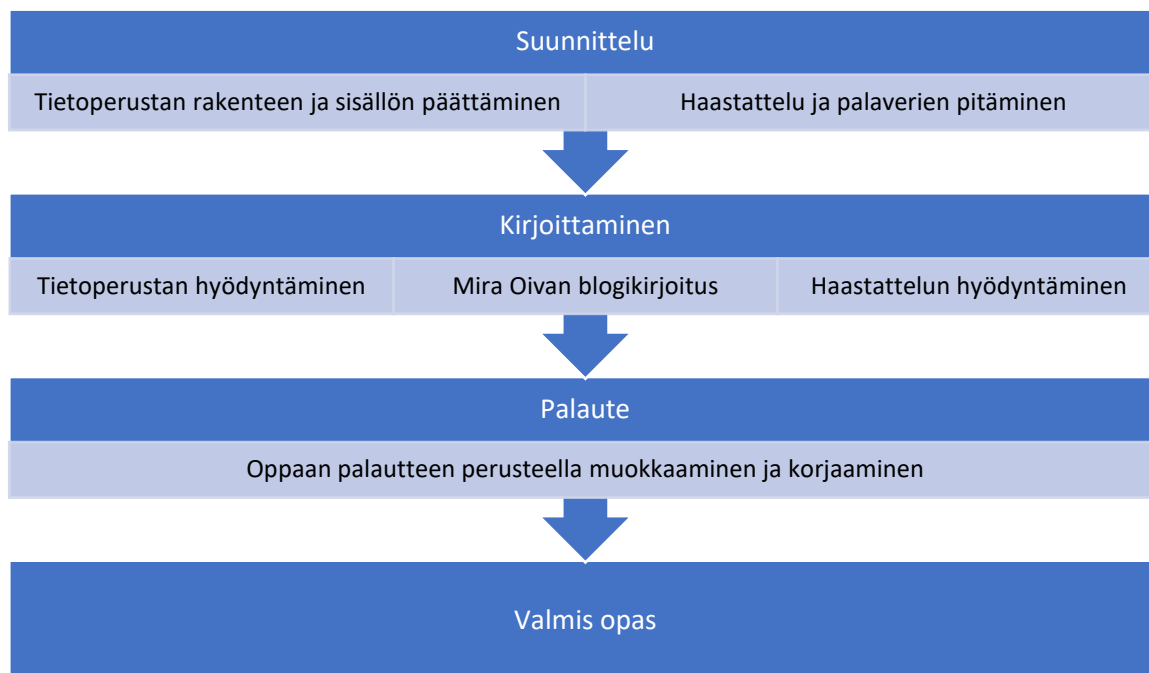 Suunnittelu
Tietoperustan rakenteen ja sisällön päättäminen
Haastattelu ja palaverien pitäminen
Kirjoittaminen
Tietoperustan hyödyntäminen
Mira Oivan blogikirjoitus
Haastattelun hyödyntäminen
Palaute
Oppaan palautteen perusteella muokkaaminen ja korjaaminen
Valmis opas